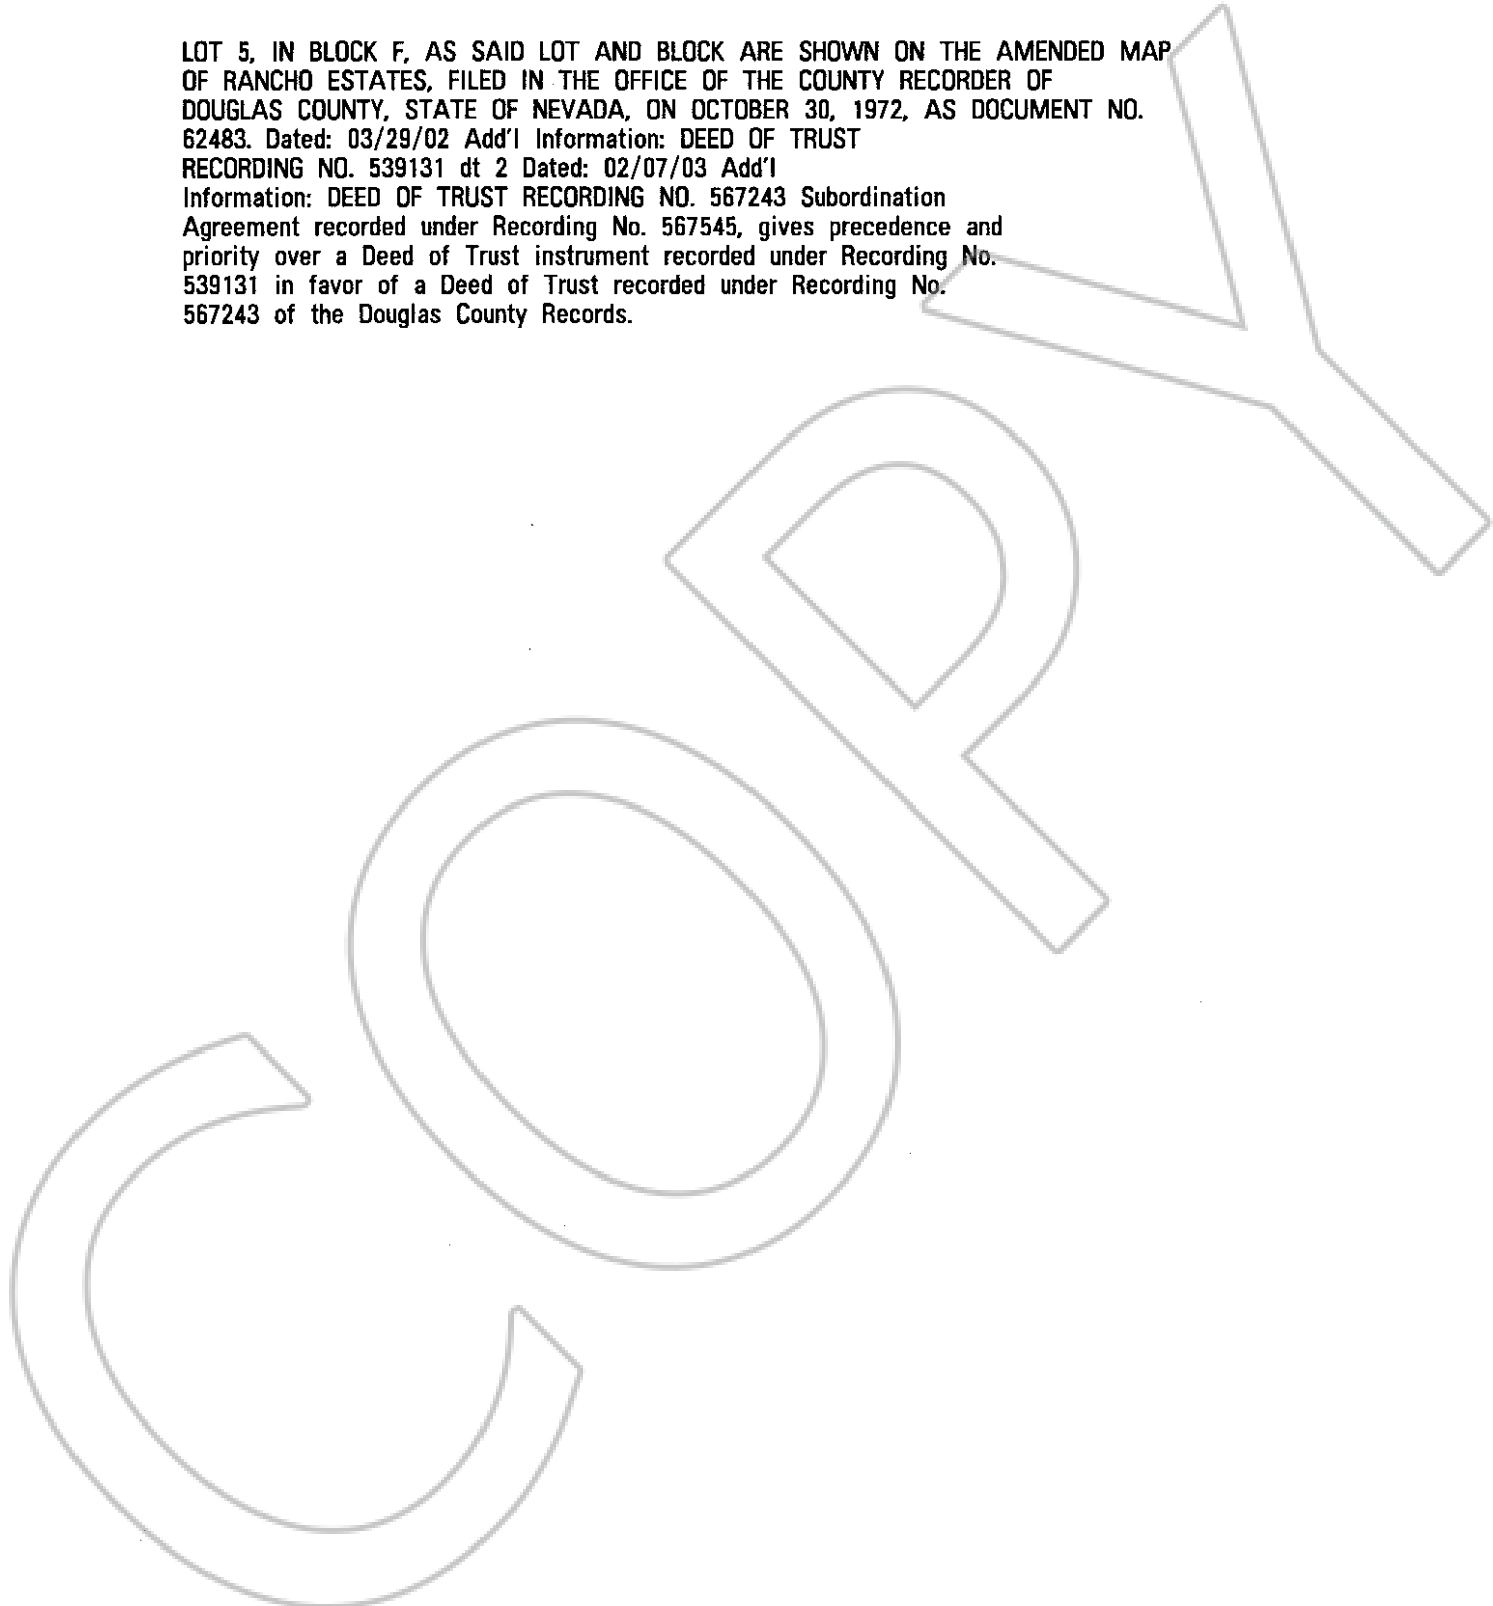 LOT 5, IN BLOCK F, AS SAID LOT AND BLOCK ARE SHOWN ON THE AMENDED MAP
OF RANCHO ESTATES, FILED IN THE OFFICE OF THE COUNTY RECORDER OF
DOUGLAS COUNTY, STATE OF NEVADA, ON OCTOBER 30, 1972, AS DOCUMENT NO.
62483. Dated: 03/29/02 Add'l Information: DEED OF TRUST
RECORDING NO. 539131 dt 2 Dated: 02/07/03 Add'l
Information: DEED OF TRUST RECORDING NO. 567243 Subordination
Agreement recorded under Recording No. 567545, gives precedence and
priority over a Deed of Trust instrument recorded under Recording No.
539131 in favor of a Deed of Trust recorded under Recording No.
567243 of the Douglas County Records.
COPY